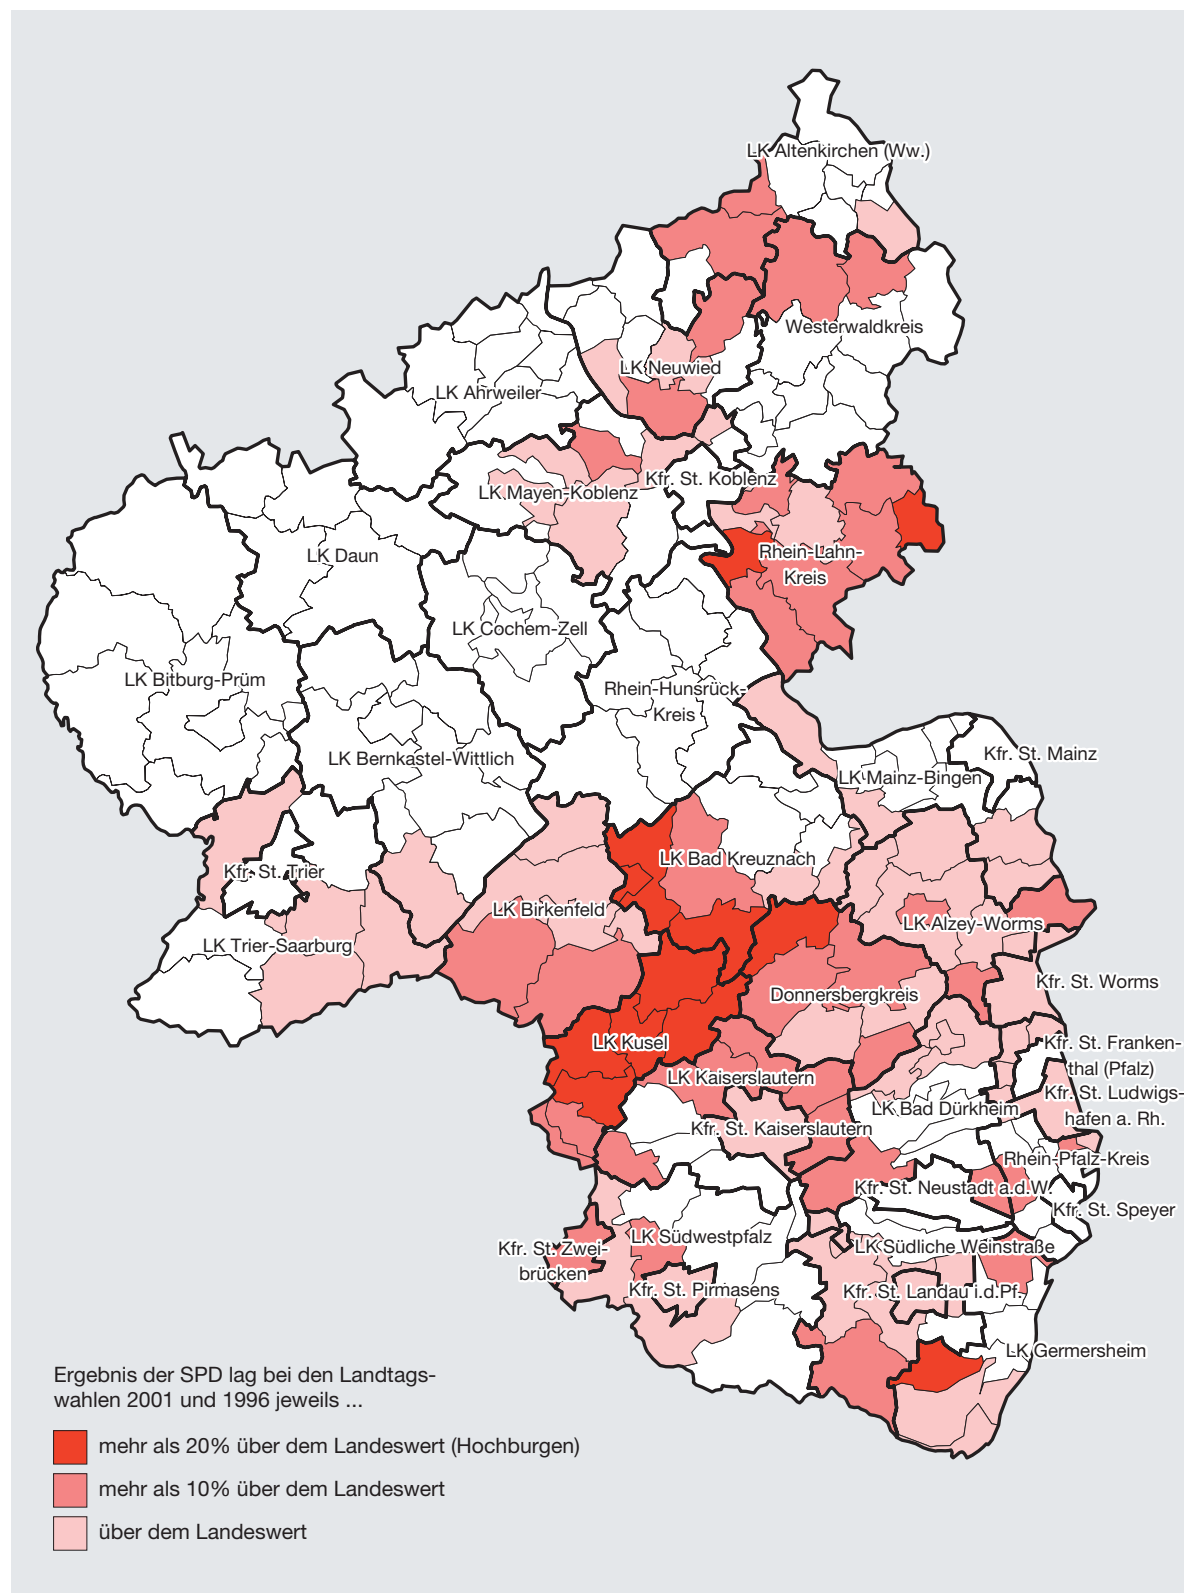 LK Altenkirchen (Ww.)
Westerwaldkreis
LK Neuwied
LK Ahrweiler
Kfr. St. Koblenz
LK Mayen-Koblenz
LK Daun
Rhein-Lahn-
Kreis
LK Cochem-Zell
LK Bitburg-Prüm
Rhein-Hunsrück-
Kreis
LK Bernkastel-Wittlich
Kfr. St. Mainz
LK Mainz-Bingen
LK Bad Kreuznach
Kfr. St. Trier
LK Birkenfeld
LK Alzey-Worms
LK Trier-Saarburg
Kfr. St. Worms
Donnersbergkreis
LK Kusel
Kfr. St. Franken-
thal (Pfalz)
LK Kaiserslautern
Kfr. St. Ludwigs-
hafen a. Rh.
LK Bad Dürkheim
Kfr. St. Kaiserslautern
Rhein-Pfalz-Kreis
Kfr. St. Neustadt a.d.W.
Kfr. St. Speyer
LK Südwestpfalz
LK Südliche Weinstraße
Kfr. St. Zwei-
brücken
Kfr. St. Pirmasens
Kfr. St. Landau i.d.Pf.
LK Germersheim
Ergebnis der SPD lag bei den Landtags-
wahlen 2001 und 1996 jeweils ...
mehr als 20% über dem Landeswert (Hochburgen)
mehr als 10% über dem Landeswert
über dem Landeswert